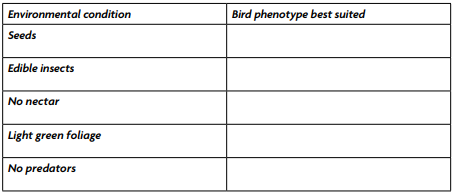 Environmental condition Bird phenotype best suited
Seeds
Edible insects
No nectar
Light green foliage
No predators